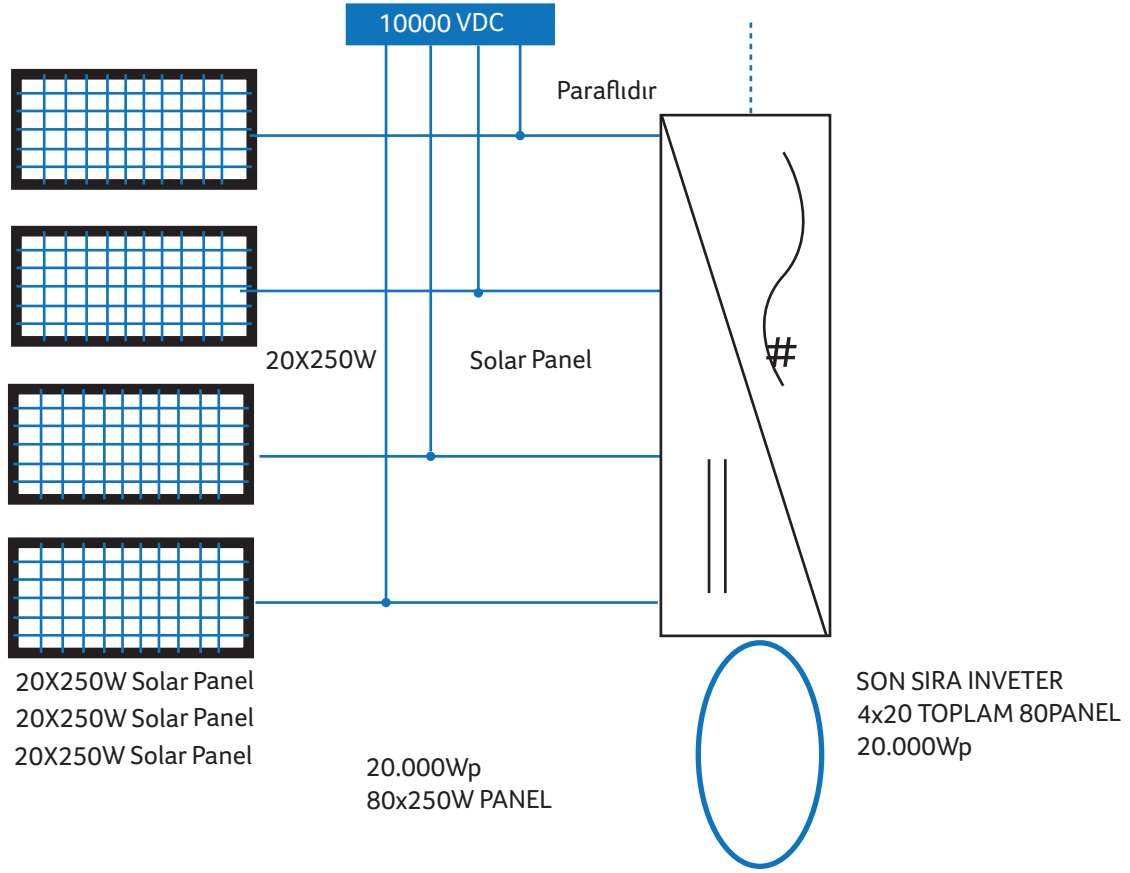 10000 VDC
Paraflıdır
20X250W
Solar Panel
#
20X250W Solar Panel
20X250W Solar Panel
20X250W Solar Panel
20.000Wp
80x250W PANEL
SON SIRA INVETER
4x20 TOPLAM 80PANEL
20.000Wp